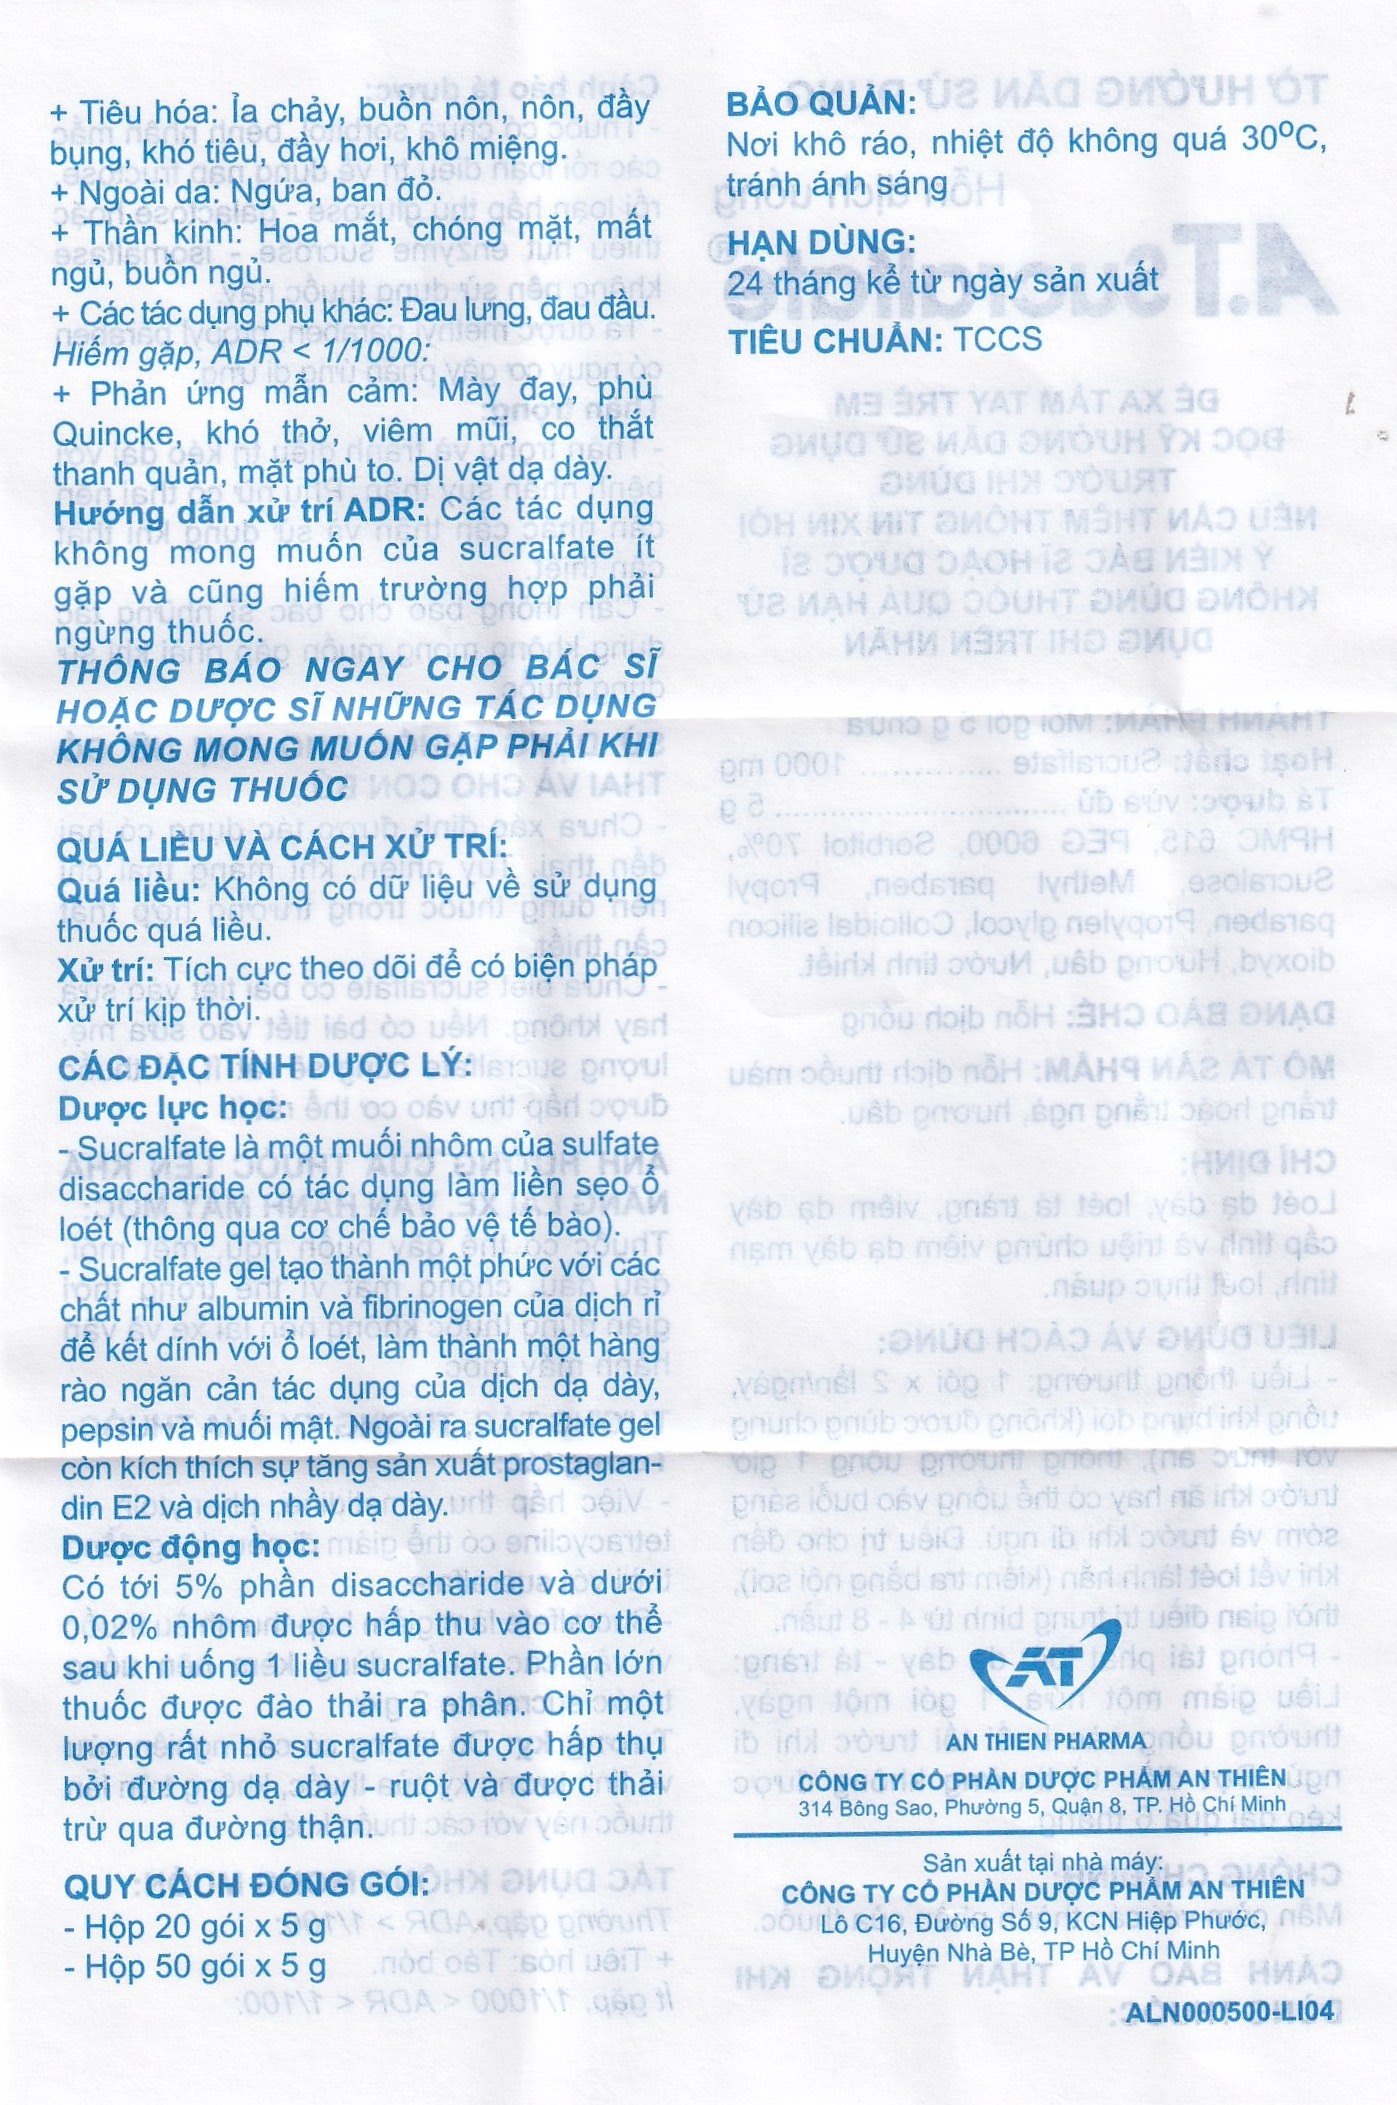 + Tiêu hóa: Ỉa chảy, buồn nôn, nôn, đầy
bụng, khó tiêu, đầy hơi, khô miệng.
+ Ngoài da: Ngứa, ban đỏ.
+ Thần kinh: Hoa mắt, chóng mặt, mất
ngủ, buồn ngủ.
+ Các tác dụng phụ khác: Đau lưng, đau đầu.
Hiếm gặp, ADR < 1/1000:
+ Phản ứng mẫn cảm: Mày đay, phù
Quincke, khó thở, viêm mũi, co thắt
thanh quản, mặt phù to. Dị vật dạ dày.
Hướng dẫn xử trí ADR: Các tác dụng
không mong muốn của sucralfate ít
gặp và cũng hiếm trường hợp phải
ngừng thuốc.
THÔNG BÁO NGAY CHO BÁC SĨ
HOẶC DƯỢC SĨ NHỮNG TÁC DỤNG
KHÔNG MONG MUỐN GẶP PHẢI KHI
SỬ DỤNG THUỐC
QUÁ LIỀU VÀ CÁCH XỬ TRÍ:
Quá liều: Không có dữ liệu về sử dụng
thuốc quá liều.
Xử trí: Tích cực theo dõi để có biện pháp
xử trí kịp thời.
CÁC ĐẶC TÍNH DƯỢC LÝ:
Dược lực học:
- Sucralfate là một muối nhôm của sulfate
disaccharide có tác dụng làm liền sẹo ổ
loét (thông qua cơ chế bảo vệ tế bào).
- Sucralfate gel tạo thành một phức với các
chất như albumin và fibrinogen của dịch rỉ
để kết dính với ổ loét, làm thành một hàng
rào ngăn cản tác dụng của dịch dạ dày,
pepsin và muối mật. Ngoài ra sucralfate gel
còn kích thích sự tăng sản xuất prostaglan-
din E2 và dịch nhầy dạ dày.
Dược động học:
Có tới 5% phần disaccharide và dưới
0,02% nhôm được hấp thu vào cơ thể
sau khi uống 1 liều sucralfate. Phần lớn
thuốc được đào thải ra phân. Chỉ một
lượng rất nhỏ sucralfate được hấp thụ
bởi đường dạ dày - ruột và được thải
trừ qua đường thận.
QUY CÁCH ĐÓNG GÓI:
- Hộp 20 gói x 5 g
- Hộp 50 gói x 5 g
BẢO QUẢN:
Nơi khô ráo, nhiệt độ không quá 30ºC,
tránh ánh sáng
HẠN DÙNG:
24 tháng kể từ ngày sản xuất
TIÊU CHUẨN: TCCS
AT
AN THIEN PHARMA
CÔNG TY CỔ PHẦN DƯỢC PHẨM AN THIÊN
314 Bông Sao, Phường 5, Quận 8, TP. Hồ Chí Minh
Sản xuất tại nhà máy:
CÔNG TY CỔ PHẦN DƯỢC PHẨM AN THIÊN
Lô C16, Đường Số 9, KCN Hiệp Phước,
Huyện Nhà Bè, TP Hồ Chí Minh
ALN000500-LI04